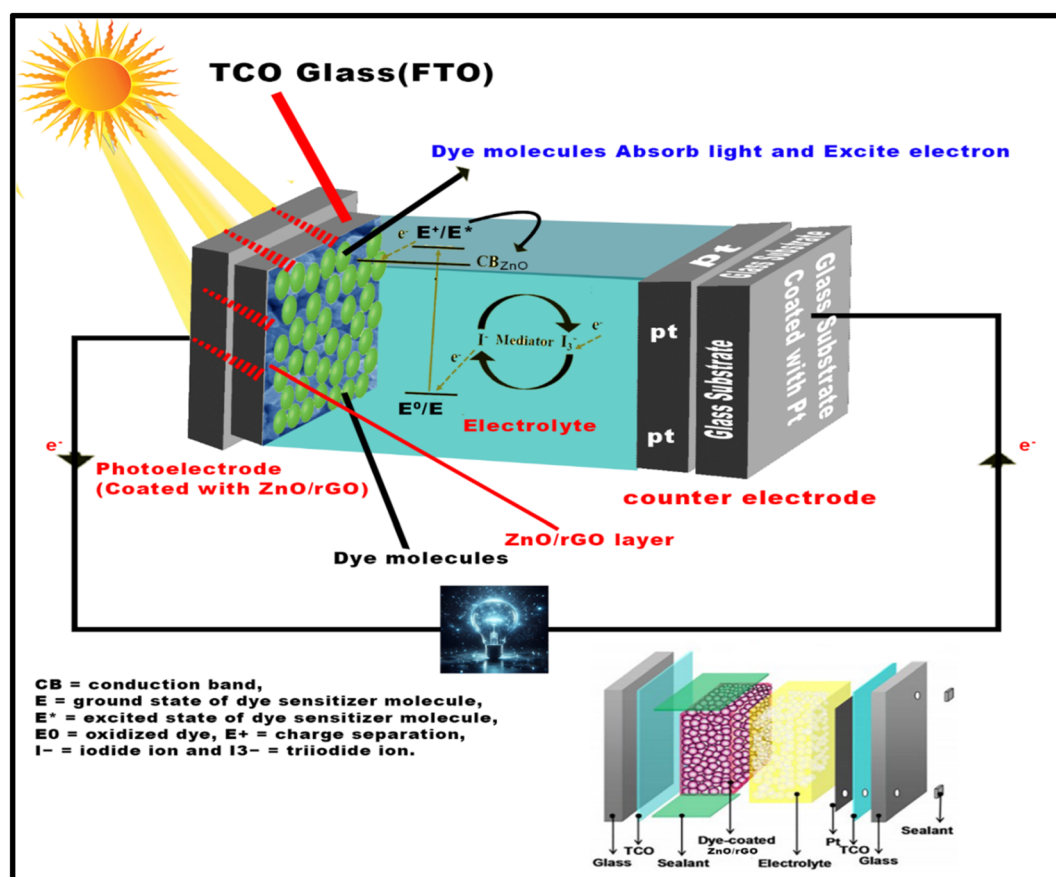 TCO Glass(FTO)
Dye molecules Absorb light and Excite electron
e-
E+/E*
CB ZnO
I- Mediator I3-
e-
e-
E0/E
Electrolyte
pt
pt
pt
Glass Substrate
Glass Substrate
Glass Substrate
Coated with Pt
e-
e-
Photoelectrode
(Coated with ZnO/rGO)
counter electrode
ZnO/rGO layer
Dye molecules
CB = conduction band,
E = ground state of dye sensitizer molecule,
E* = excited state of dye sensitizer molecule,
E0 = oxidized dye, E+ = charge separation,
I− = iodide ion and I3− = triiodide ion.
Glass
TCO
Sealant
Dye-coated
ZnO/rGO
Electrolyte
Pt
TCO
Glass
Sealant